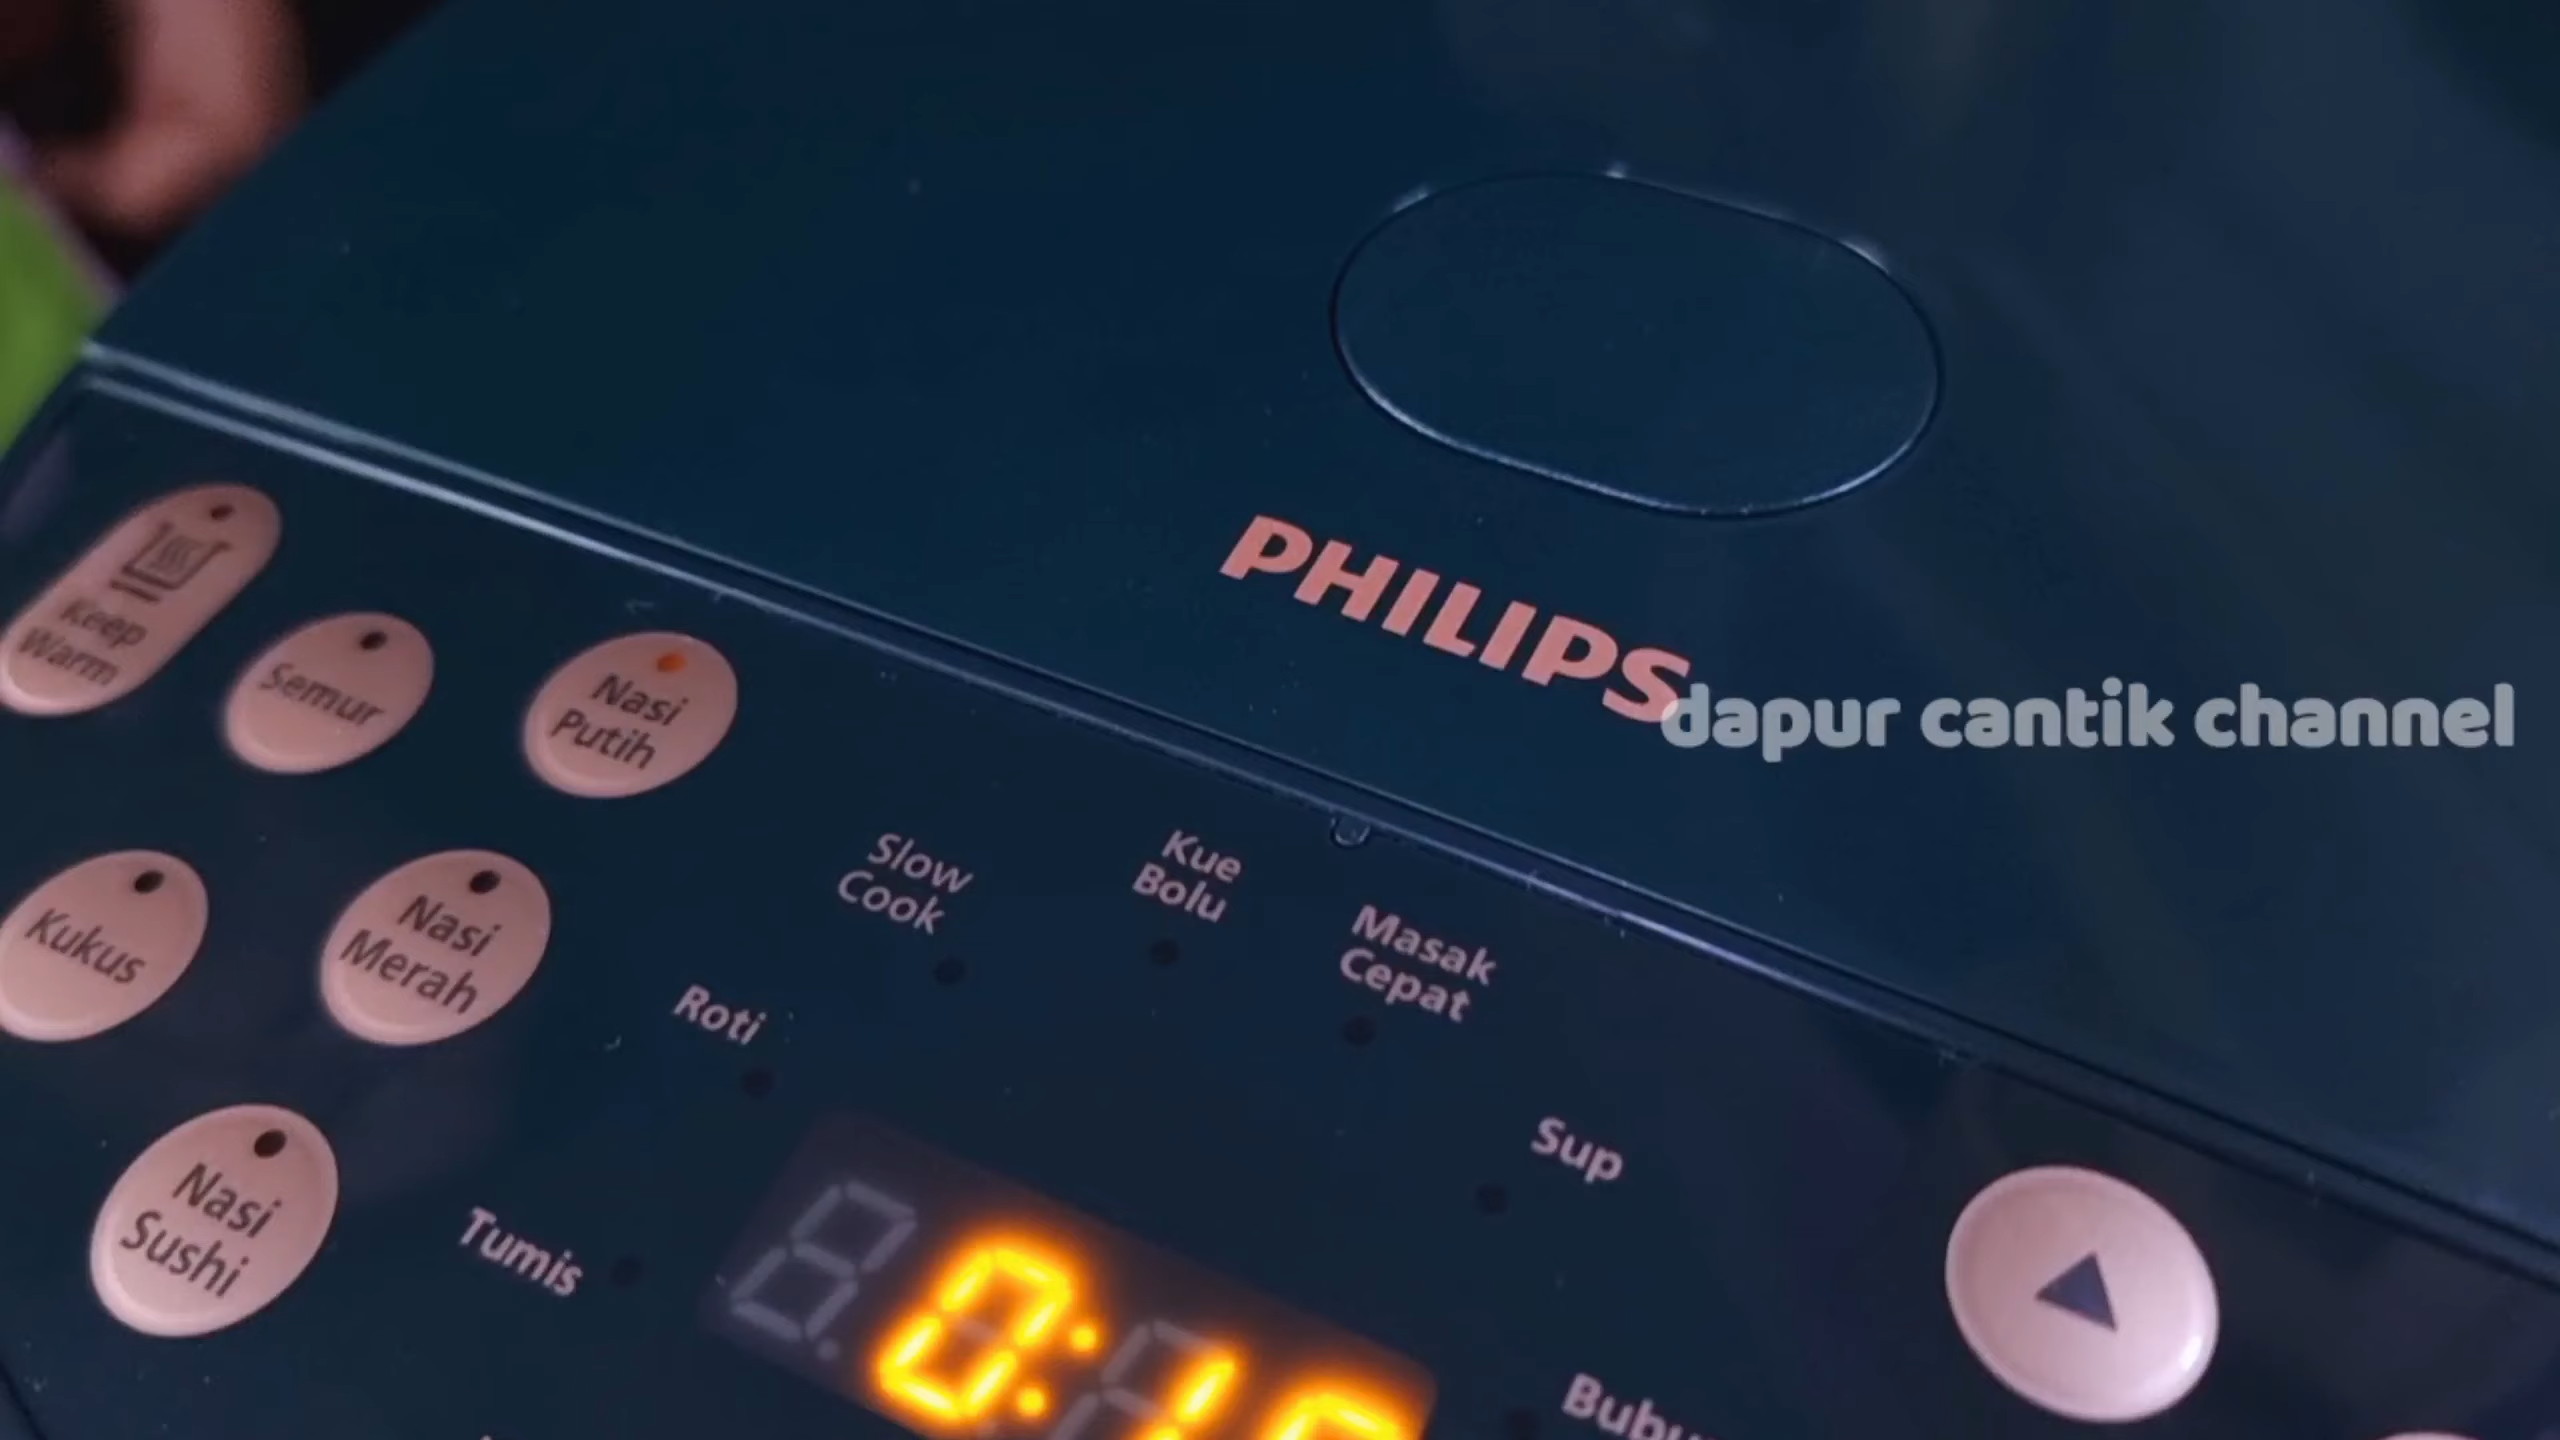 PHILIPS
dapur cantik channel
Keep
Warm
Semur
Nasi
Putih
Kukus
Nasi
Merah
Nasi
Sushi
Slow
Cook
Kue
Bolu
Masak
Cepat
Roti
Sup
Tumis